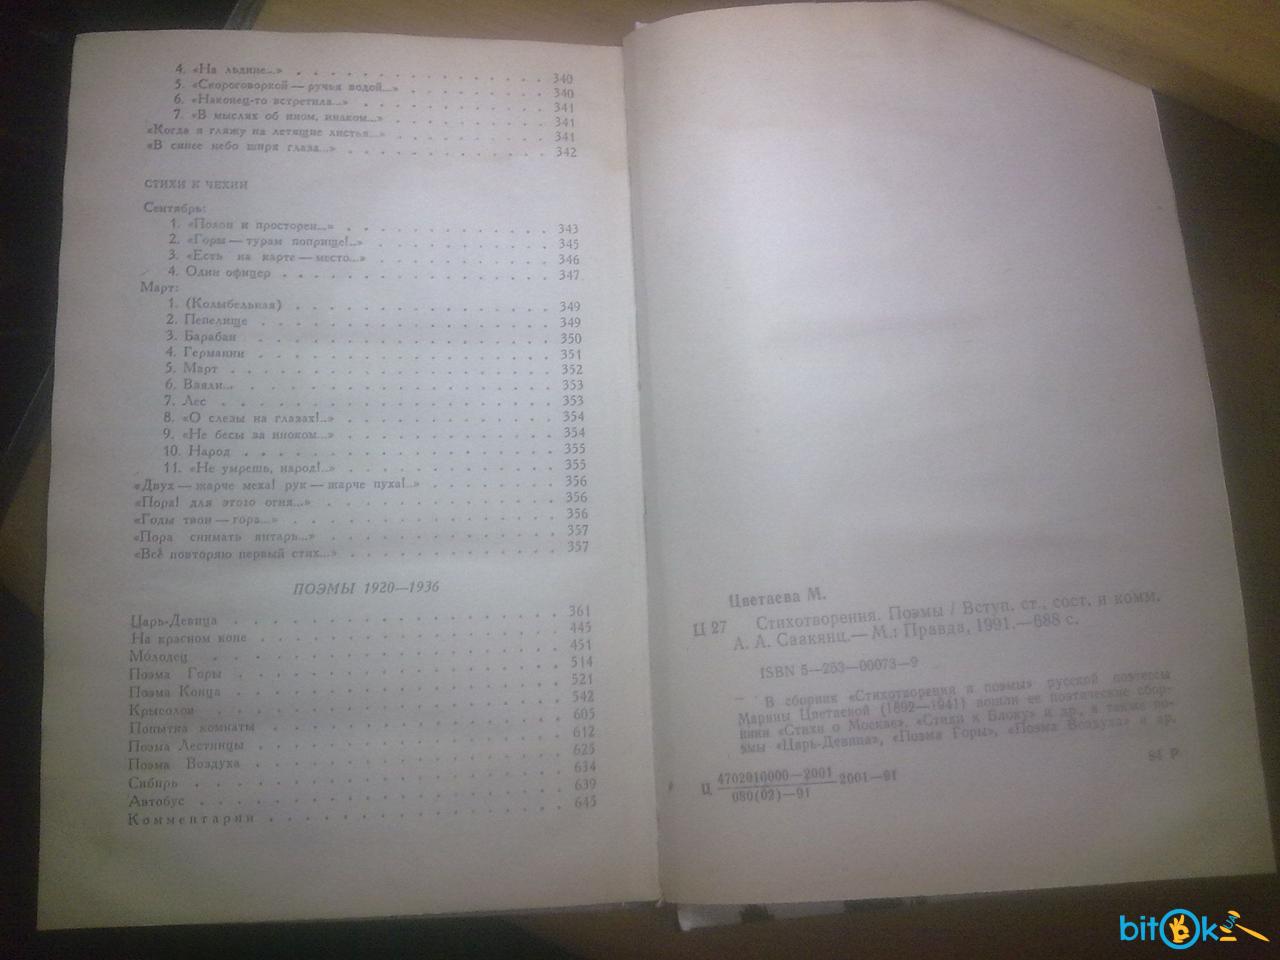 4. «На льдине...» 340
5. «Скороговоркой — ручья водой...» 340
6. «Наконец-то встретила...» 341
7. «В мыслях об ином, инаком...» 341
«Когда я гляжу на летящие листья...» 341
«В синее небо ширя глаза...» 342
СТИХИ К ЧЕХИИ
Сентябрь:
1. «Полон и просторен...» 343
2. «Горы — турам поприще!..» 345
3. «Есть на карте — место...» 346
4. Один офицер 347
Март:
1. (Колыбельная) 349
2. Пепелище 349
3. Барабан 350
4. Германии 351
5. Март 352
6. Взяли... 353
7. Лес 353
8. «О слезы на глазах!..» 354
9. «Не бесы за иноком...» 354
10. Народ 355
11. «Не умрешь, народ!..» 355
«Двух — жарче меха! рук — жарче пуха!..» 356
«Пора! для этого огня...» 356
«Годы твои — гора...» 356
«Пора снимать янтарь...» 357
«Всё повторяю первый стих...» 357
ПОЭМЫ 1920—1936
Царь-Девица 361
На красном коне 445
Мо́лодец 451
Поэма Горы 514
Поэма Конца 521
Крысолов 542
Попытка комнаты 605
Поэма Лестницы 612
Поэма Воздуха 625
Сибирь 634
Автобус 639
Комментарии 645
Цветаева М.
Ц 27 Стихотворения. Поэмы / Вступ. ст., сост. и комм.
А. А. Саакянц.— М.: Правда, 1991.—688 с.
ISBN 5—253—00073—9
В сборник «Стихотворения и поэмы» русской поэтессы
Марины Цветаевой (1892—1941) вошли ее поэтические сбор-
ники «Стихи о Москве», «Стихи к Блоку» и др., а также по-
эмы «Царь-Девица», «Поэма Горы», «Поэма Воздуха» и др.
84 Р
Ц 4702010000—2001 2001—91
080(02)—91
bitOk UA